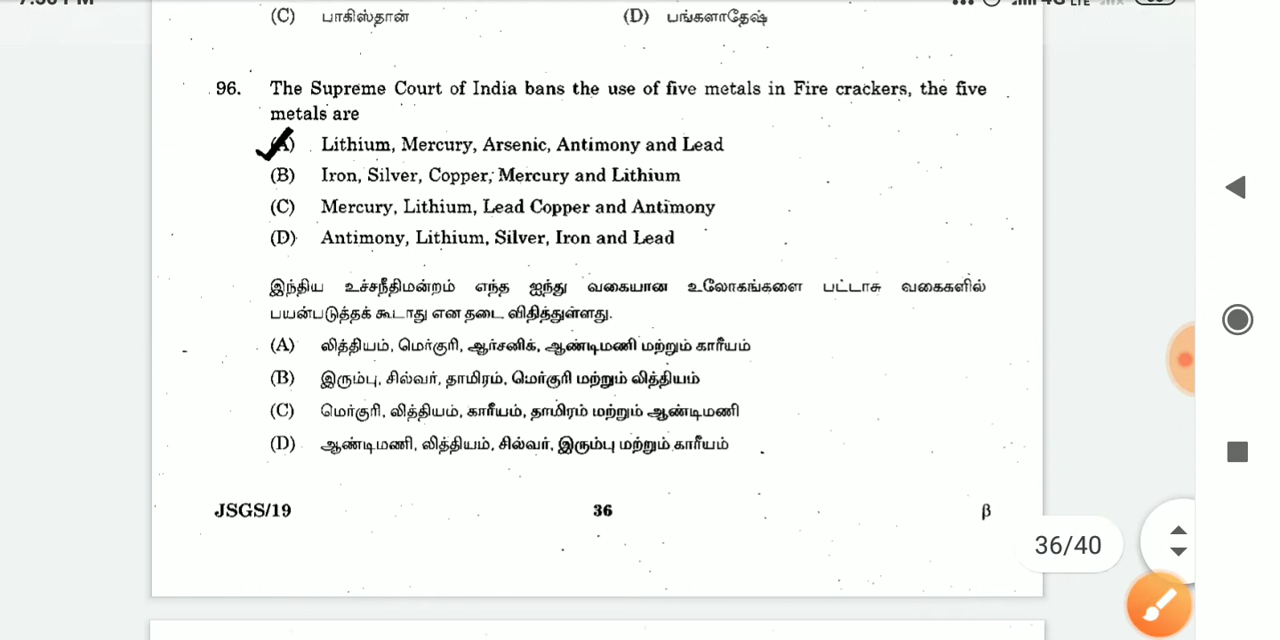 (C) பாகிஸ்தான் (D) பங்களாதேஷ்
96. The Supreme Court of India bans the use of five metals in Fire crackers, the five
metals are
(A) Lithium, Mercury, Arsenic, Antimony and Lead
(B) Iron, Silver, Copper, Mercury and Lithium
(C) Mercury, Lithium, Lead Copper and Antimony
(D) Antimony, Lithium, Silver, Iron and Lead
இந்திய உச்சநீதிமன்றம் எந்த ஐந்து வகையான உலோகங்களை பட்டாசு வகைகளில்
பயன்படுத்தக் கூடாது என தடை விதித்துள்ளது.
(A) லித்தியம், மெர்குரி, ஆர்சனிக், ஆண்டிமணி மற்றும் காரீயம்
(B) இரும்பு, சில்வர், தாமிரம், மெர்குரி மற்றும் லித்தியம்
(C) மெர்குரி, லித்தியம், காரீயம், தாமிரம் மற்றும் ஆண்டிமணி
(D) ஆண்டிமணி, லித்தியம், சில்வர், இரும்பு மற்றும் காரீயம்
JSGS/19 36 β
36/40